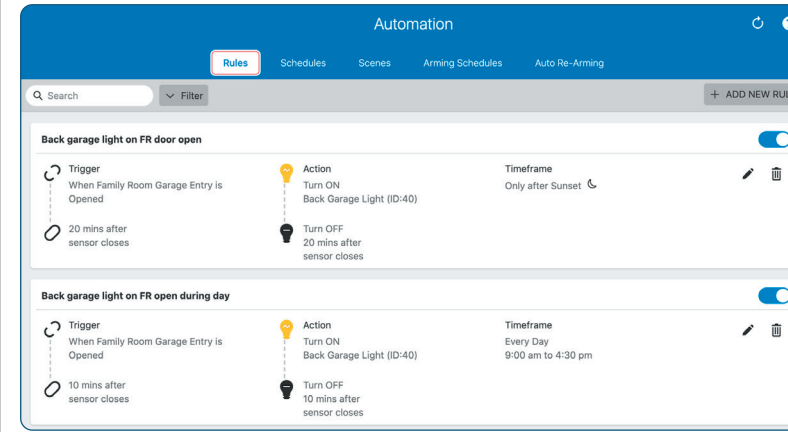 Automation
Rules Schedules Scenes Arming Schedules Auto Re-Arming
Search Filter + ADD NEW RUL
Back garage light on FR door open
Trigger Action Timeframe
When Family Room Garage Entry is Turn ON Only after Sunset
Opened Back Garage Light (ID:40)
20 mins after Turn OFF
sensor closes 20 mins after
sensor closes
Back garage light on FR open during day
Trigger Action Timeframe
When Family Room Garage Entry is Turn ON Every Day
Opened Back Garage Light (ID:40) 9:00 am to 4:30 pm
10 mins after Turn OFF
sensor closes 10 mins after
sensor closes